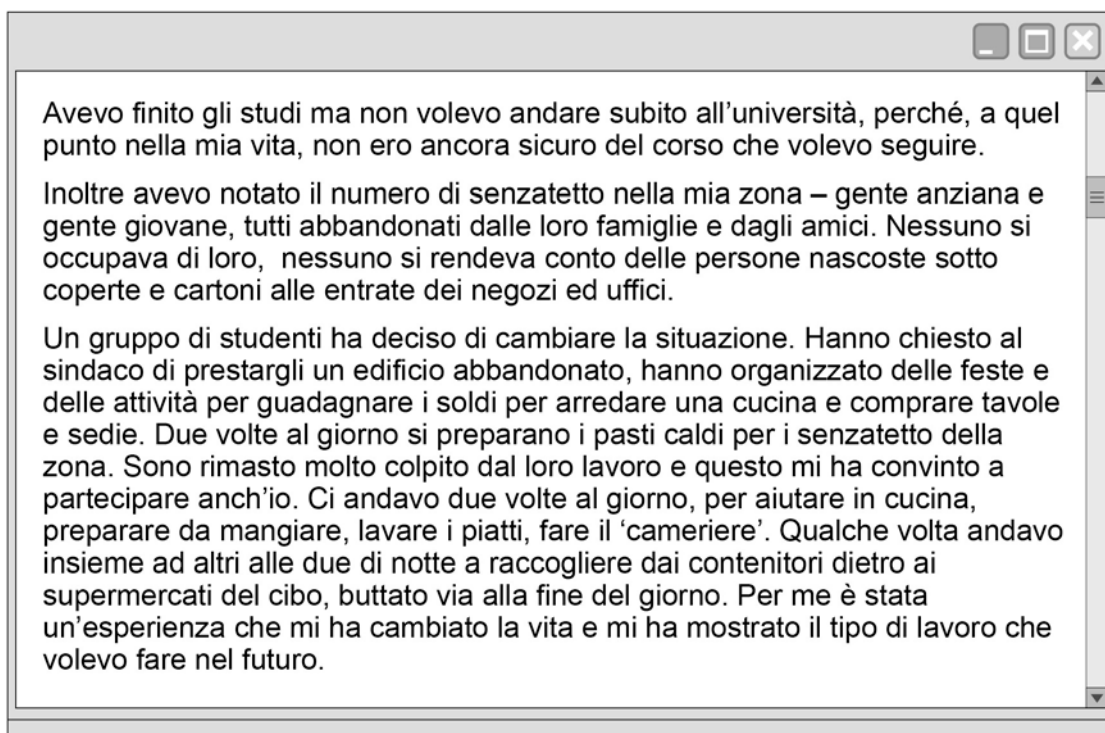 Avevo finito gli studi ma non volevo andare subito all’università, perché, a quel
punto nella mia vita, non ero ancora sicuro del corso che volevo seguire.
Inoltre avevo notato il numero di senzatetto nella mia zona – gente anziana e
gente giovane, tutti abbandonati dalle loro famiglie e dagli amici. Nessuno si
occupava di loro,  nessuno si rendeva conto delle persone nascoste sotto
coperte e cartoni alle entrate dei negozi ed uffici.
Un gruppo di studenti ha deciso di cambiare la situazione. Hanno chiesto al
sindaco di prestargli un edificio abbandonato, hanno organizzato delle feste e
delle attività per guadagnare i soldi per arredare una cucina e comprare tavole
e sedie. Due volte al giorno si preparano i pasti caldi per i senzatetto della
zona. Sono rimasto molto colpito dal loro lavoro e questo mi ha convinto a
partecipare anch’io. Ci andavo due volte al giorno, per aiutare in cucina,
preparare da mangiare, lavare i piatti, fare il ‘cameriere’. Qualche volta andavo
insieme ad altri alle due di notte a raccogliere dai contenitori dietro ai
supermercati del cibo, buttato via alla fine del giorno. Per me è stata
un’esperienza che mi ha cambiato la vita e mi ha mostrato il tipo di lavoro che
volevo fare nel futuro.